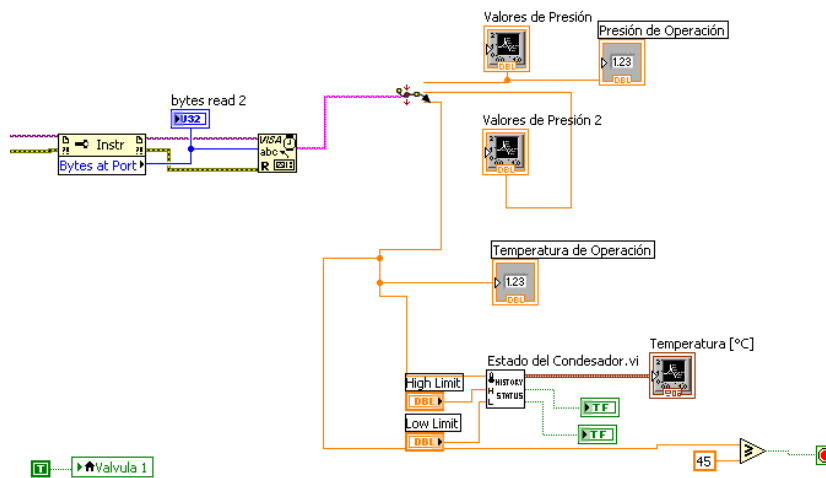 Valores de Presión
Presión de Operación
1.23
DBL
DBL
bytes read 2
U32
Instr
Bytes at Port
VISA
abc
R
Valores de Presión 2
DBL
Temperatura de Operación
1.23
DBL
Temperatura [°C]
Estado del Condesador.vi
High Limit
DBL
HISTORY
H
STATUS
L
TF
Low Limit
DBL
TF
45
T
Valvula 1